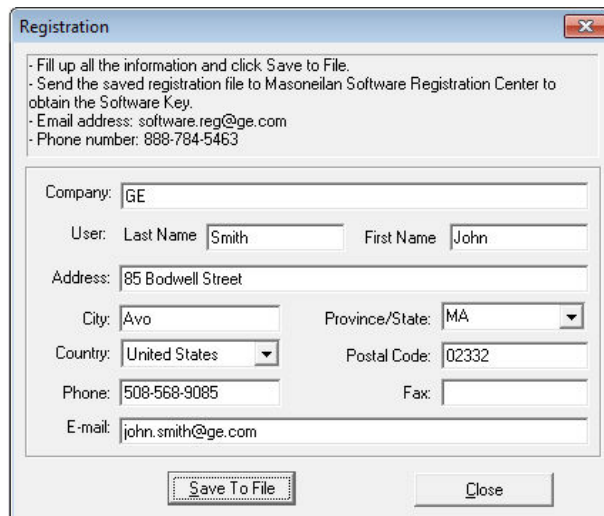 Registration
- Fill up all the information and click Save to File.
- Send the saved registration file to Masoneilan Software Registration Center to
obtain the Software Key.
- Email address: software.reg@ge.com
- Phone number: 888-784-5463
Company: GE
User: Last Name Smith First Name John
Address: 85 Bodwell Street
City: Avo Province/State: MA
Country: United States Postal Code: 02332
Phone: 508-568-9085 Fax:
E-mail: john.smith@ge.com
Save To File Close